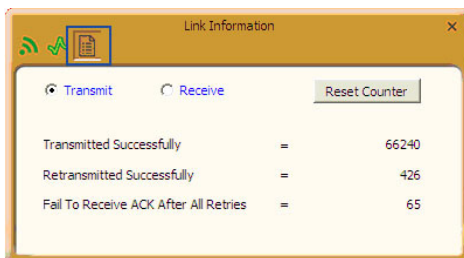 Link Information
Transmit Receive Reset Counter
Transmitted Successfully = 66240
Retransmitted Successfully = 426
Fail To Receive ACK After All Retries = 65